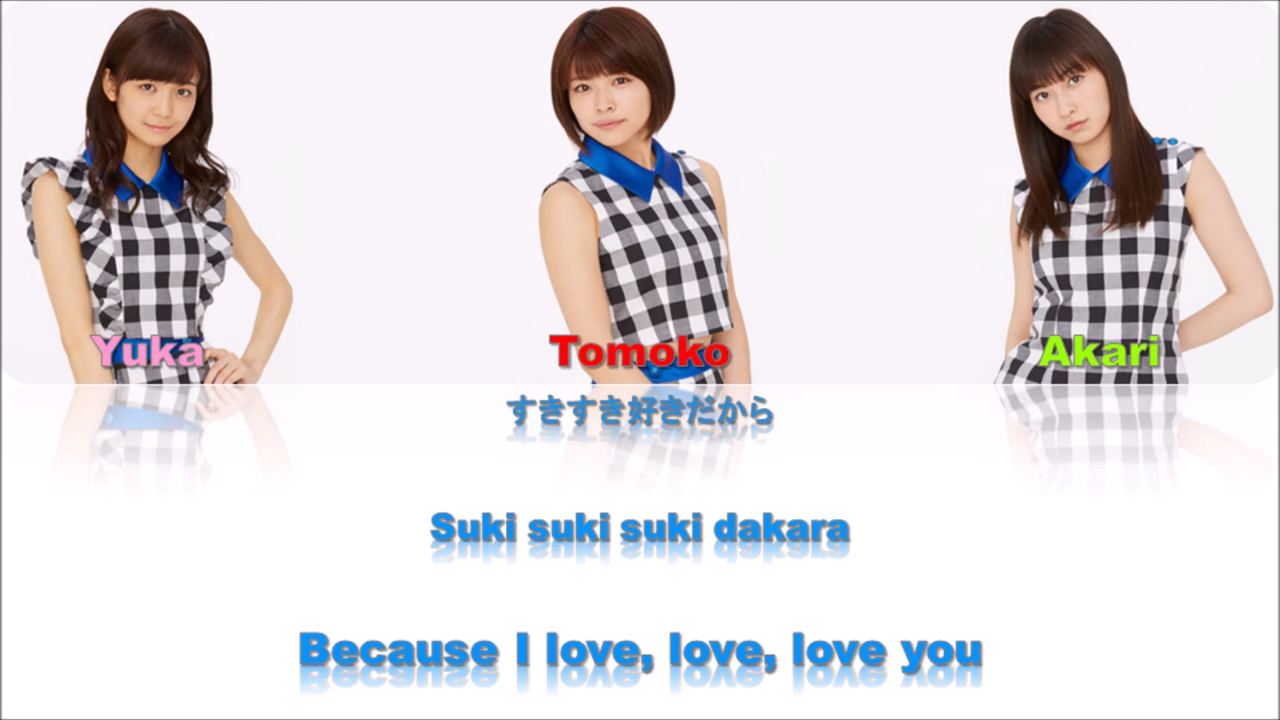 Yuka Tomoko Akari
すきすき好きだから
Suki suki suki dakara
Because I love, love, love you